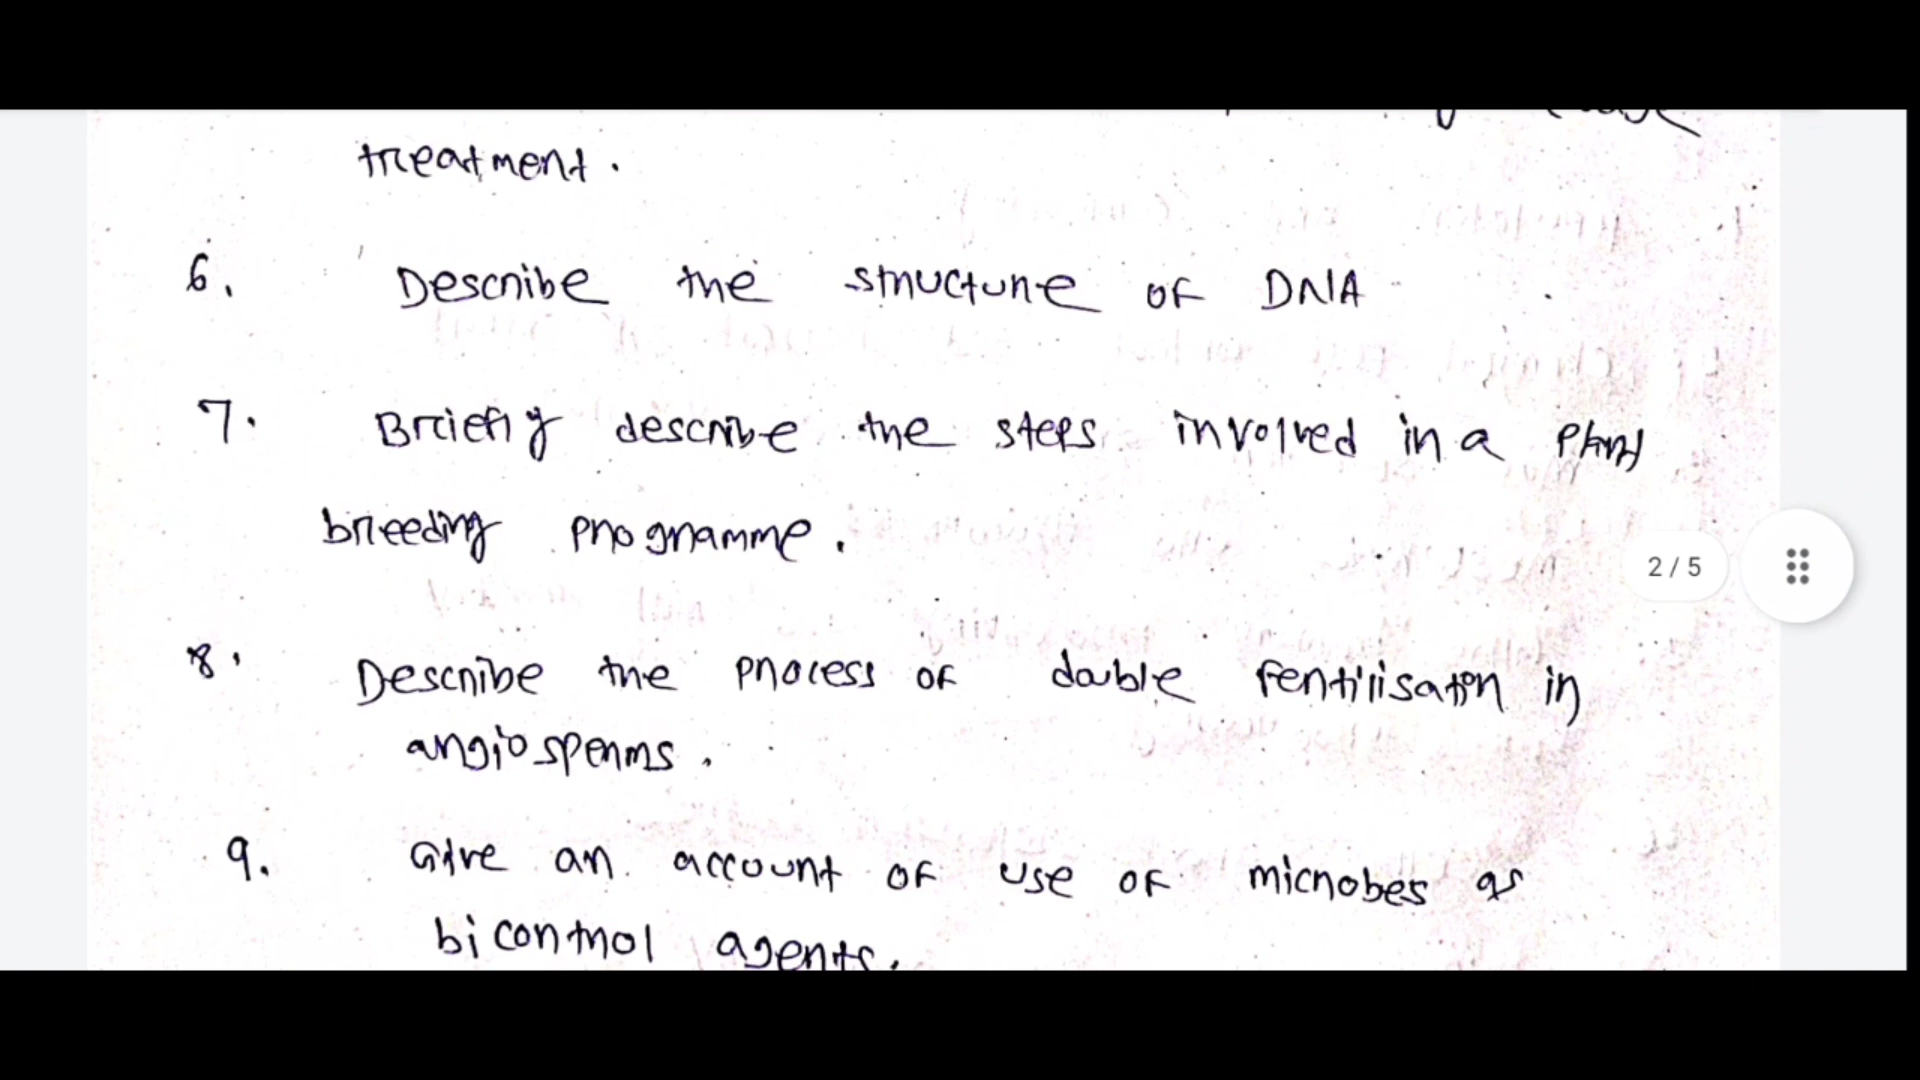 treatment.
6. Describe the structure of DNA
7. Briefly describe the steps involved in a Plant
breeding programme.
8. Describe the process of double fertilisation in
angiosperms.
9. Give an account of use of microbes as
bicontrol agents.
2 / 5